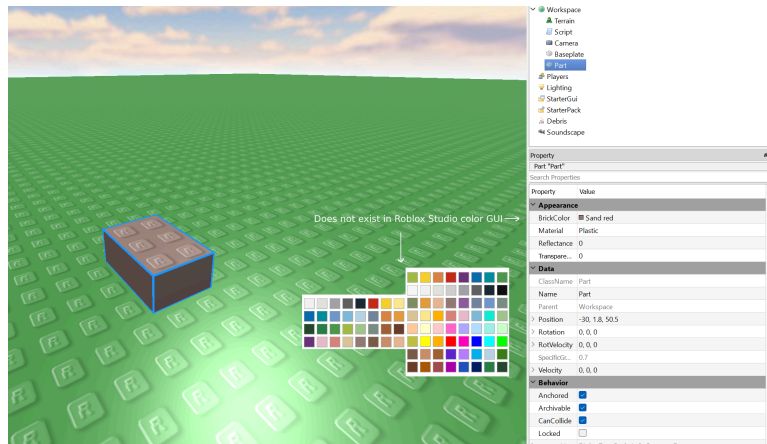 Workspace
Terrain
Script
Camera
Baseplate
Part
Players
Lighting
StarterGui
StarterPack
Debris
Soundscape
Property
Part "Part"
Search Properties
Property Value
Appearance
BrickColor Sand red
Material Plastic
Reflectance 0
Transpare... 0
Data
ClassName Part
Name Part
Parent Workspace
Position -30, 1.8, 50.5
Rotation 0, 0, 0
RotVelocity 0, 0, 0
SpecificGr... 0.7
Velocity 0, 0, 0
Behavior
Anchored
Archivable
CanCollide
Locked
Does not exist in Roblox Studio color GUI